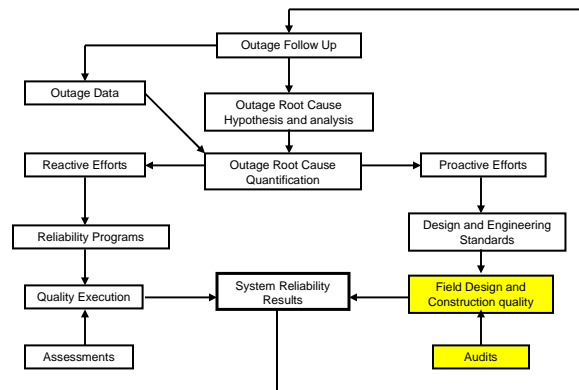 Outage Follow Up
Outage Data
Outage Root Cause
Hypothesis and analysis
Reactive Efforts
Outage Root Cause
Quantification
Proactive Efforts
Reliability Programs
Design and Engineering
Standards
Quality Execution
System Reliability
Results
Field Design and
Construction quality
Assessments
Audits